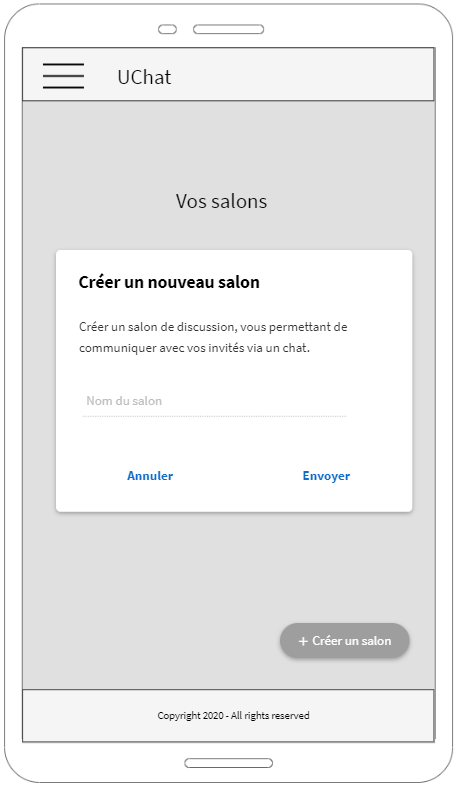 UChat
Vos salons
Créer un nouveau salon
Créer un salon de discussion, vous permettant de
communiquer avec vos invités via un chat.
Nom du salon
Annuler
Envoyer
+ Créer un salon
Copyright 2020 - All rights reserved